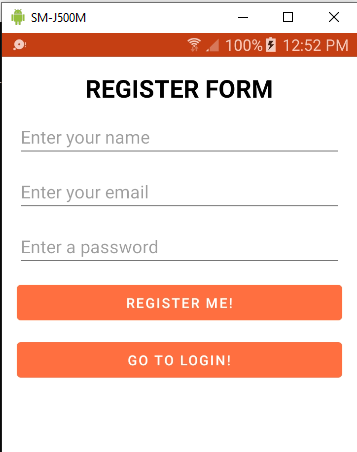 SM-J500M
100% 12:52 PM
REGISTER FORM
Enter your name
Enter your email
Enter a password
REGISTER ME!
GO TO LOGIN!